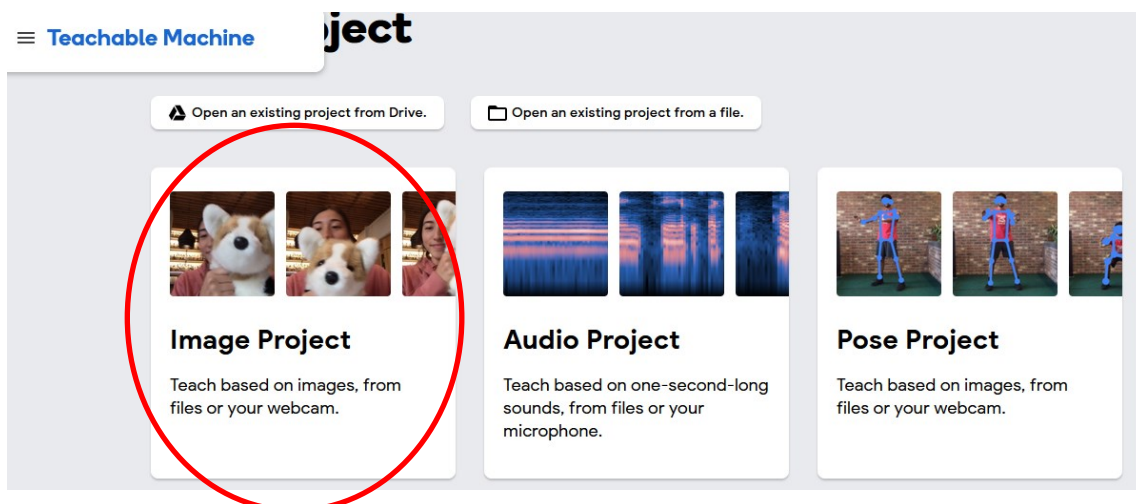 Teachable Machine
ject
Open an existing project from Drive.
Open an existing project from a file.
Image Project
Teach based on images, from
files or your webcam.
Audio Project
Teach based on one-second-long
sounds, from files or your
microphone.
Pose Project
Teach based on images, from
files or your webcam.